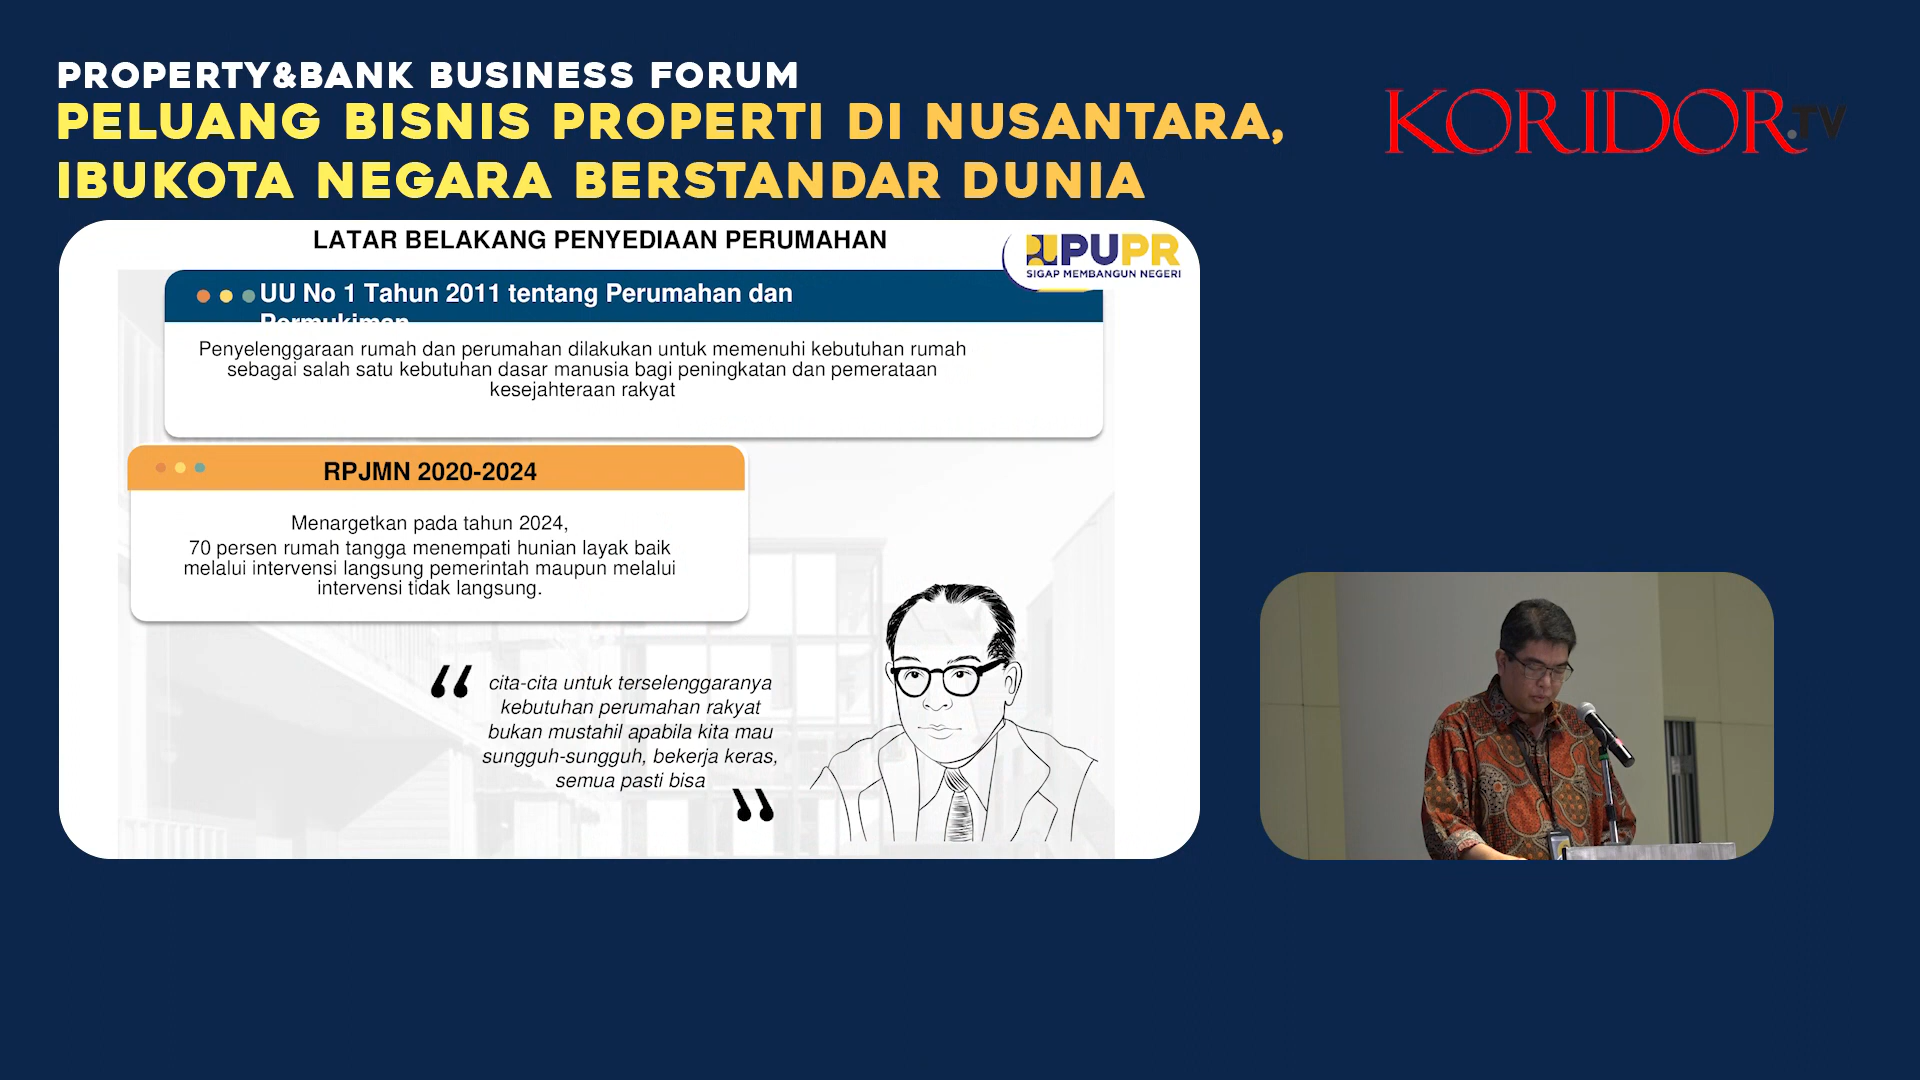 PROPERTY&BANK BUSINESS FORUM
PELUANG BISNIS PROPERTI DI NUSANTARA,
IBUKOTA NEGARA BERSTANDAR DUNIA
KORIDOR.TV
LATAR BELAKANG PENYEDIAAN PERUMAHAN
PUPR
SIGAP MEMBANGUN NEGERI
UU No 1 Tahun 2011 tentang Perumahan dan
Permukiman
Penyelenggaraan rumah dan perumahan dilakukan untuk memenuhi kebutuhan rumah
sebagai salah satu kebutuhan dasar manusia bagi peningkatan dan pemerataan
kesejahteraan rakyat
RPJMN 2020-2024
Menargetkan pada tahun 2024,
70 persen rumah tangga menempati hunian layak baik
melalui intervensi langsung pemerintah maupun melalui
intervensi tidak langsung.
“ cita-cita untuk terselenggaranya
kebutuhan perumahan rakyat
bukan mustahil apabila kita mau
sungguh-sungguh, bekerja keras,
semua pasti bisa ”